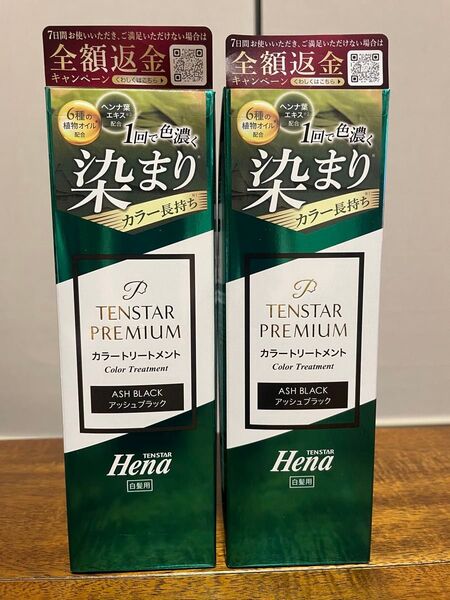 7日間お使いいただき、ご満足いただけない場合は
全額返金
キャンペーン くわしくはこちら
6種の
植物オイル
配合
ヘンナ葉
エキス
配合
1回で色濃く
染まり
カラー長持ち
TENSTAR
PREMIUM
カラートリートメント
Color Treatment
ASH BLACK
アッシュブラック
TENSTAR
Hena
白髪用
7日間お使いいただき、ご満足いただけない場合は
全額返金
キャンペーン くわしくはこちら
6種の
植物オイル
配合
ヘンナ葉
エキス
配合
1回で色濃く
染まり
カラー長持ち
TENSTAR
PREMIUM
カラートリートメント
Color Treatment
ASH BLACK
アッシュブラック
TENSTAR
Hena
白髪用